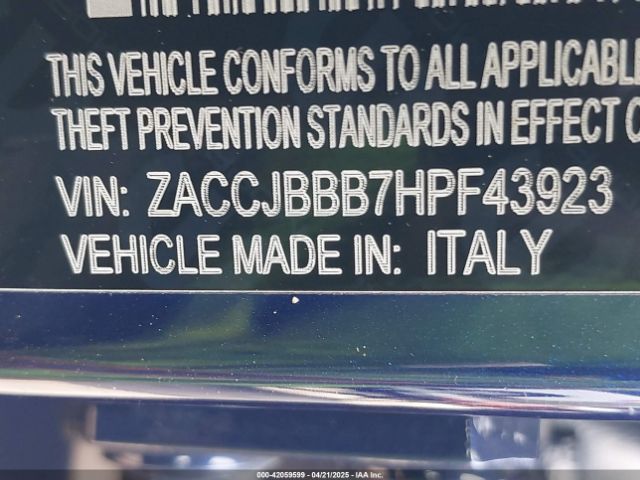 THIS VEHICLE CONFORMS TO ALL APPLICABLE
THEFT PREVENTION STANDARDS IN EFFECT
VIN: ZACCJBBB7HPF43923
VEHICLE MADE IN: ITALY
000-42059599 - 04/21/2025 - IAA Inc.